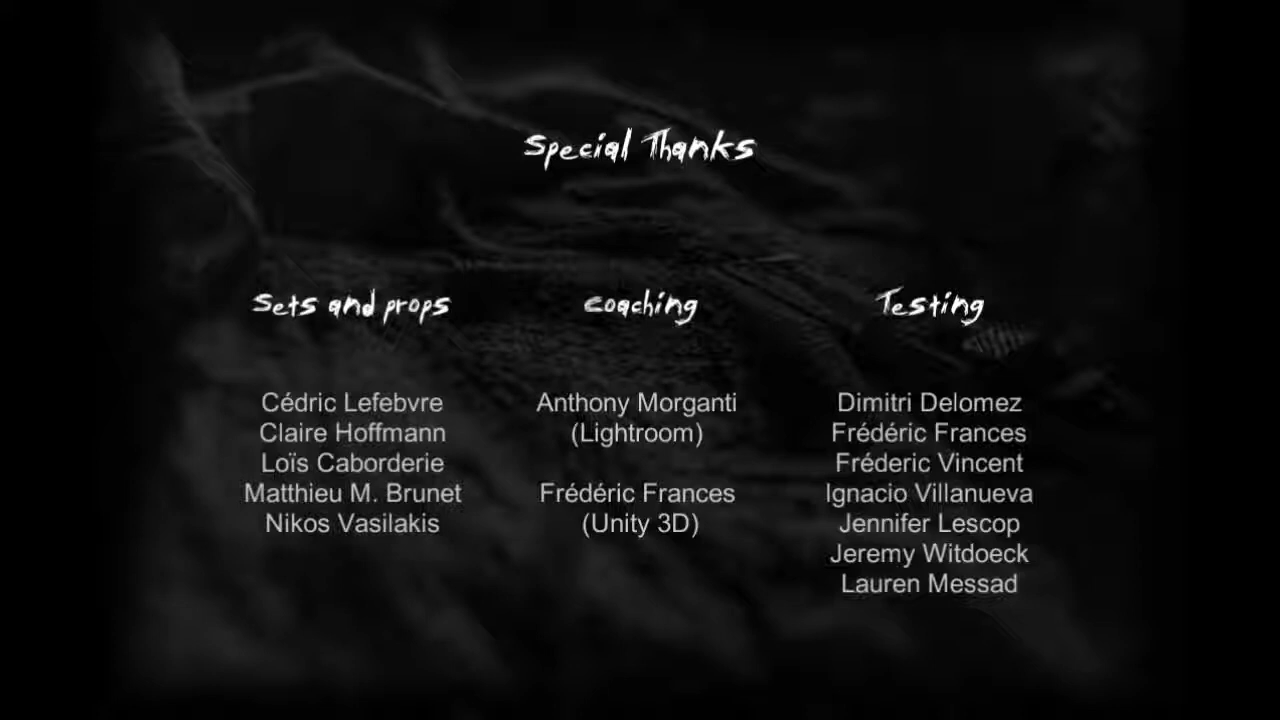 Special Thanks
Sets and props
Cédric Lefebvre
Claire Hoffmann
Loïs Caborderie
Matthieu M. Brunet
Nikos Vasilakis
Coaching
Anthony Morganti
(Lightroom)
Frédéric Frances
(Unity 3D)
Testing
Dimitri Delomez
Frédéric Frances
Fréderic Vincent
Ignacio Villanueva
Jennifer Lescop
Jeremy Witdoeck
Lauren Messad